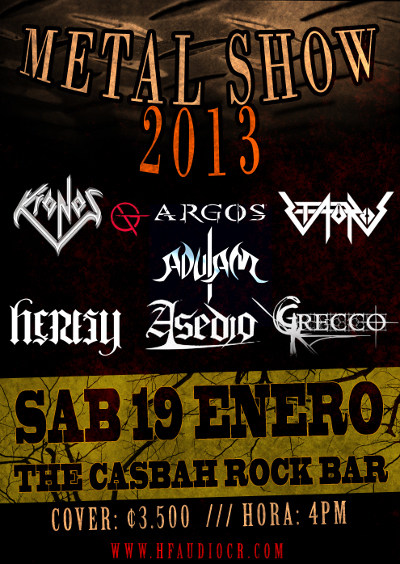 METAL SHOW
2013
KRONOS
ARGOS
ADULAM
HERESY
ASEDIO
GRECCO
SAB 19 ENERO
THE CASBAH ROCK BAR
COVER: ¢3.500 /// HORA: 4PM
WWW.HFAUDIOCR.COM